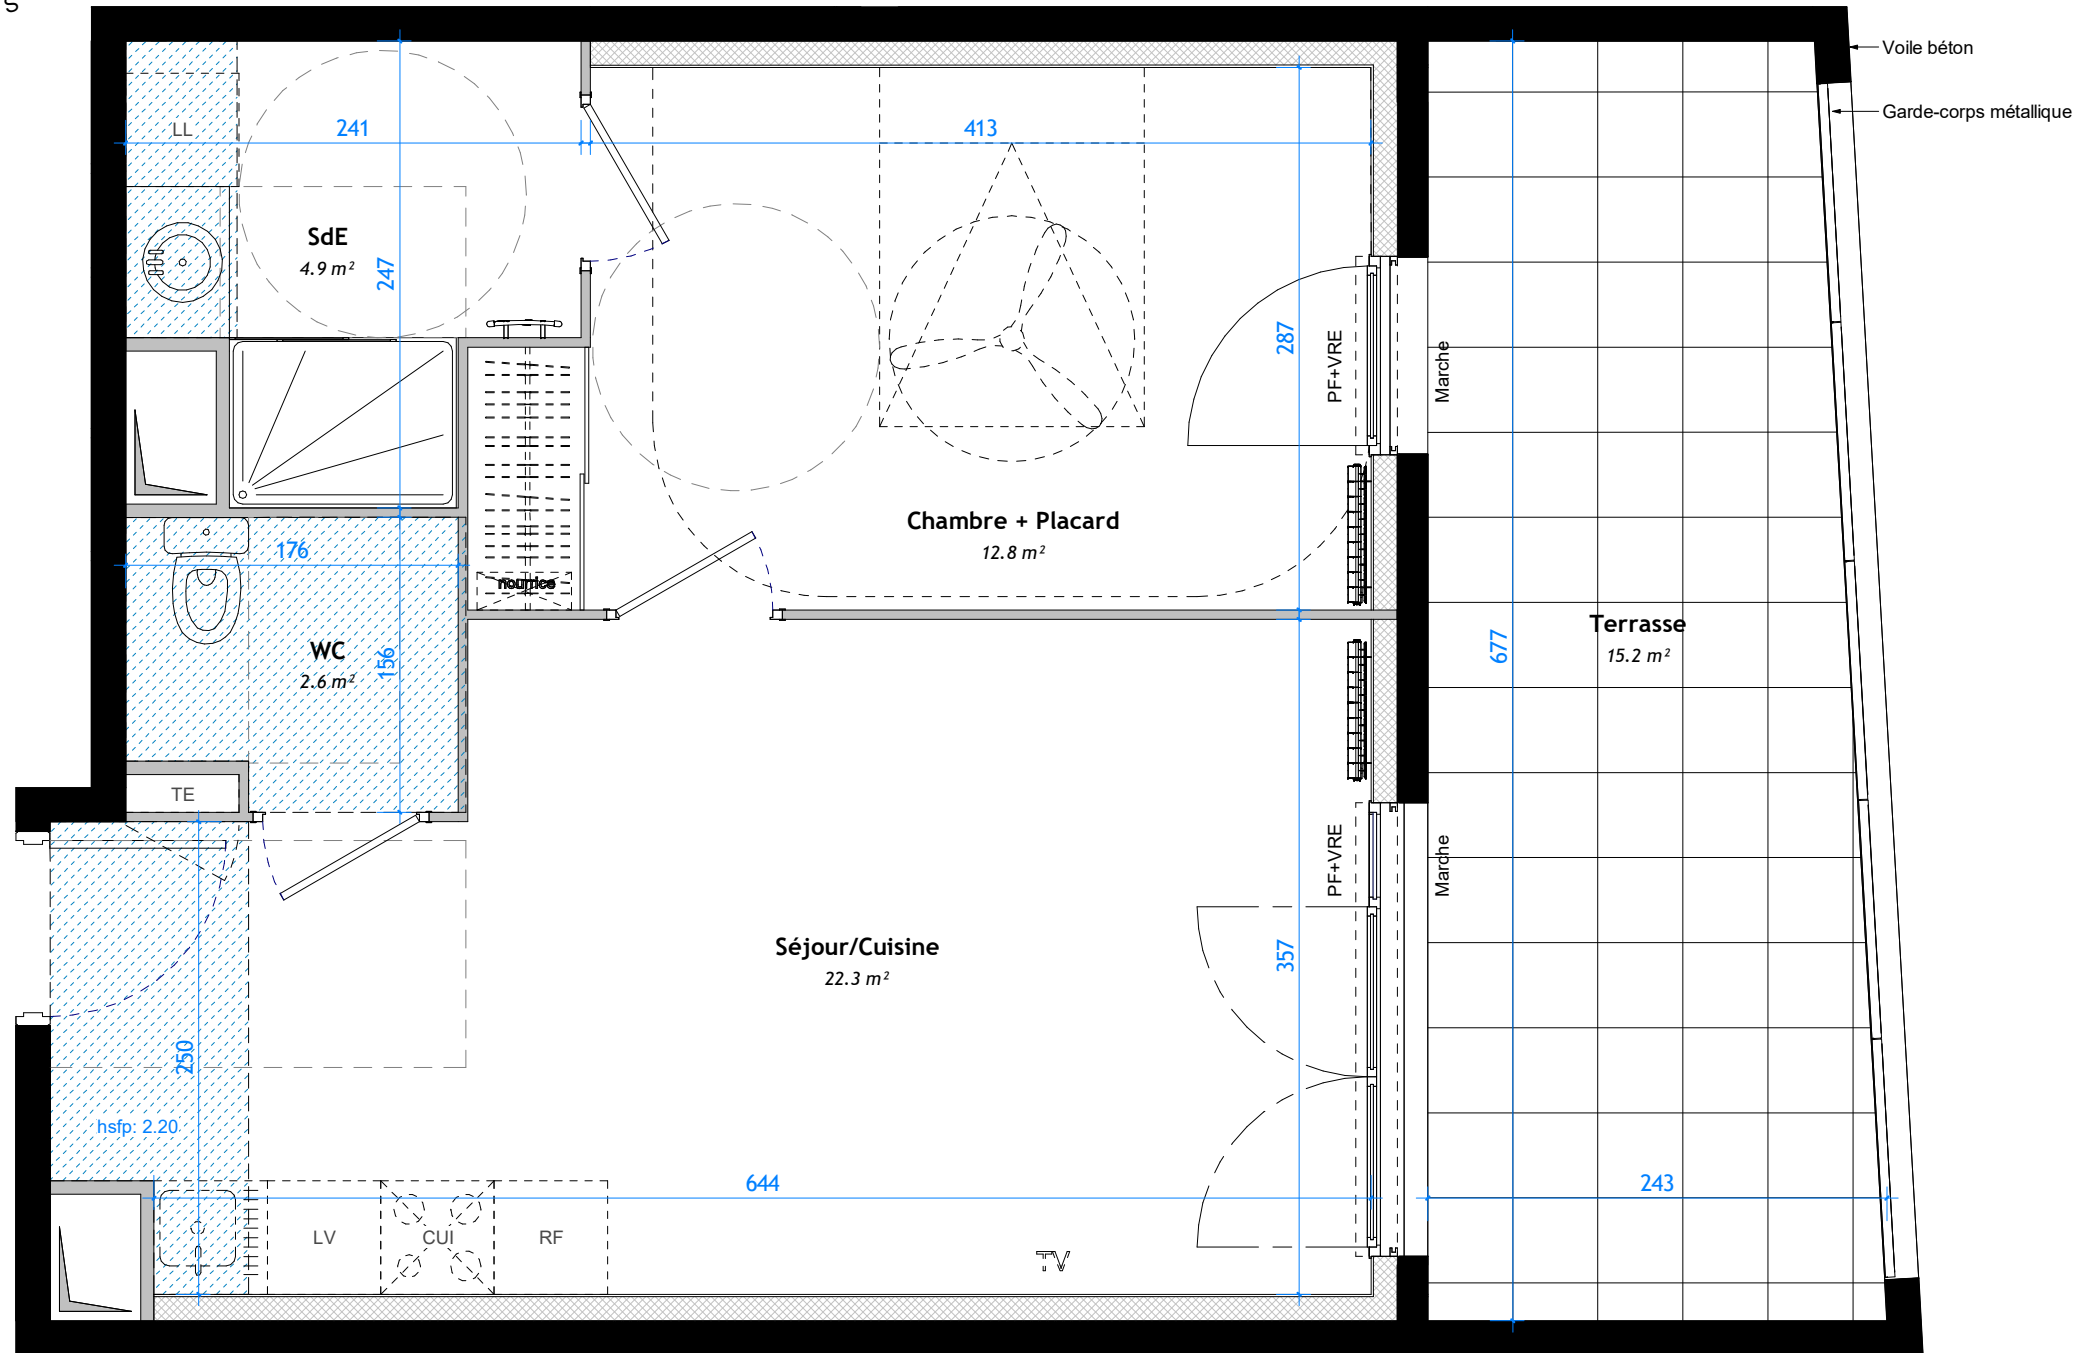 Voile béton
Garde-corps métallique
LL
241
413
SdE
4.9 m²
247
287
PF+VRE
Marche
Chambre + Placard
12.8 m²
176
nourrice
WC
2.6 m²
156
Terrasse
15.2 m²
677
TE
PF+VRE
Marche
Séjour/Cuisine
22.3 m²
357
250
hsfp: 2.20
644
243
LV
CUI
RF
TV